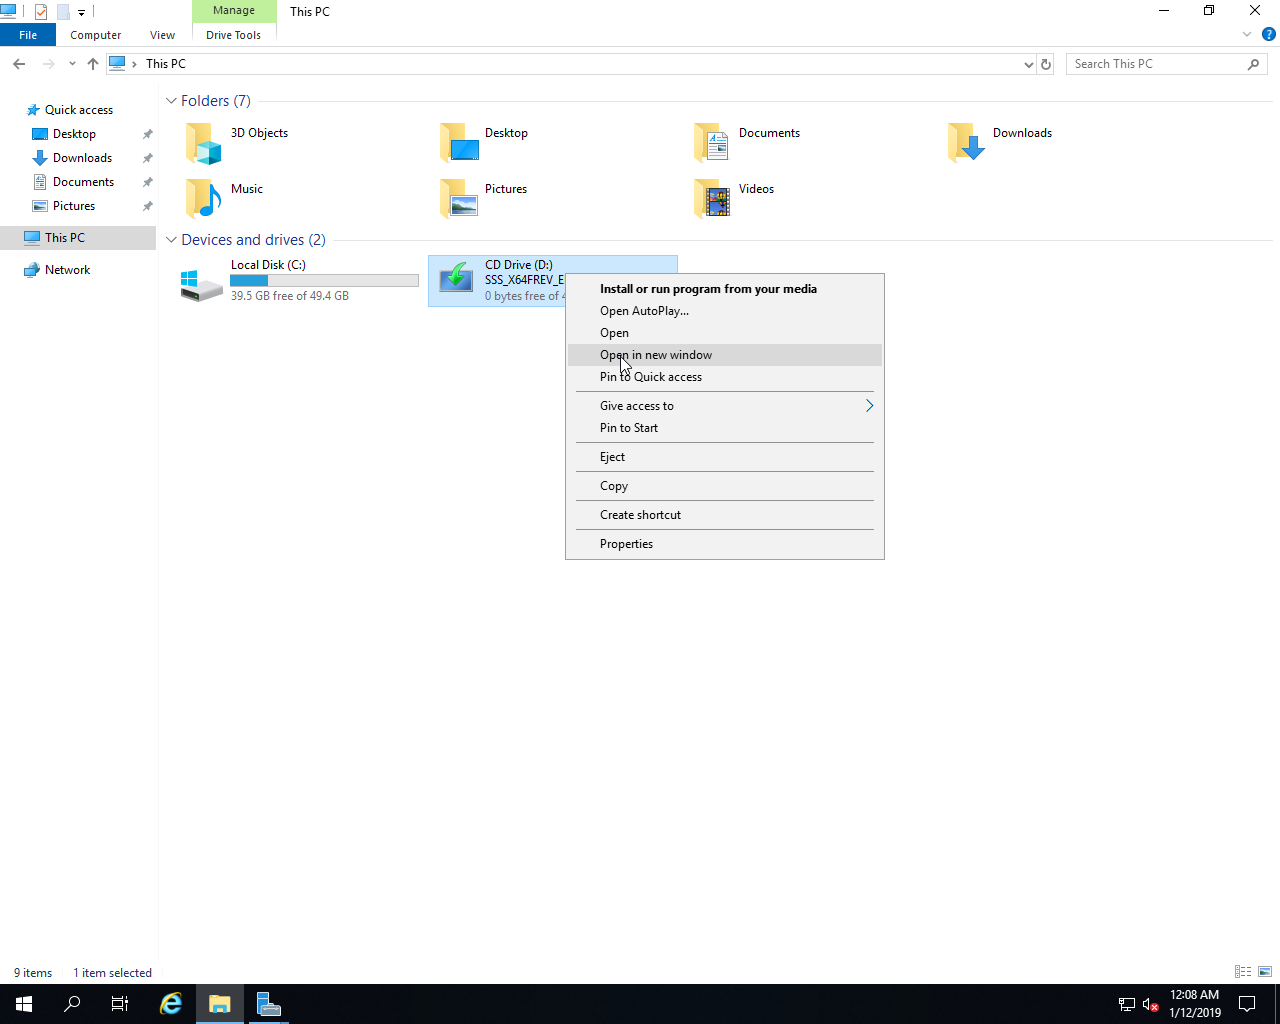 Manage
This PC
File
Computer
View
Drive Tools
This PC
Search This PC
Quick access
Desktop
Downloads
Documents
Pictures
This PC
Network
Folders (7)
3D Objects
Desktop
Documents
Downloads
Music
Pictures
Videos
Devices and drives (2)
Local Disk (C:)
39.5 GB free of 49.4 GB
CD Drive (D:)
SSS_X64FREV_E
0 bytes free of 4
Install or run program from your media
Open AutoPlay...
Open
Open in new window
Pin to Quick access
Give access to
Pin to Start
Eject
Copy
Create shortcut
Properties
9 items
1 item selected
12:08 AM
1/12/2019